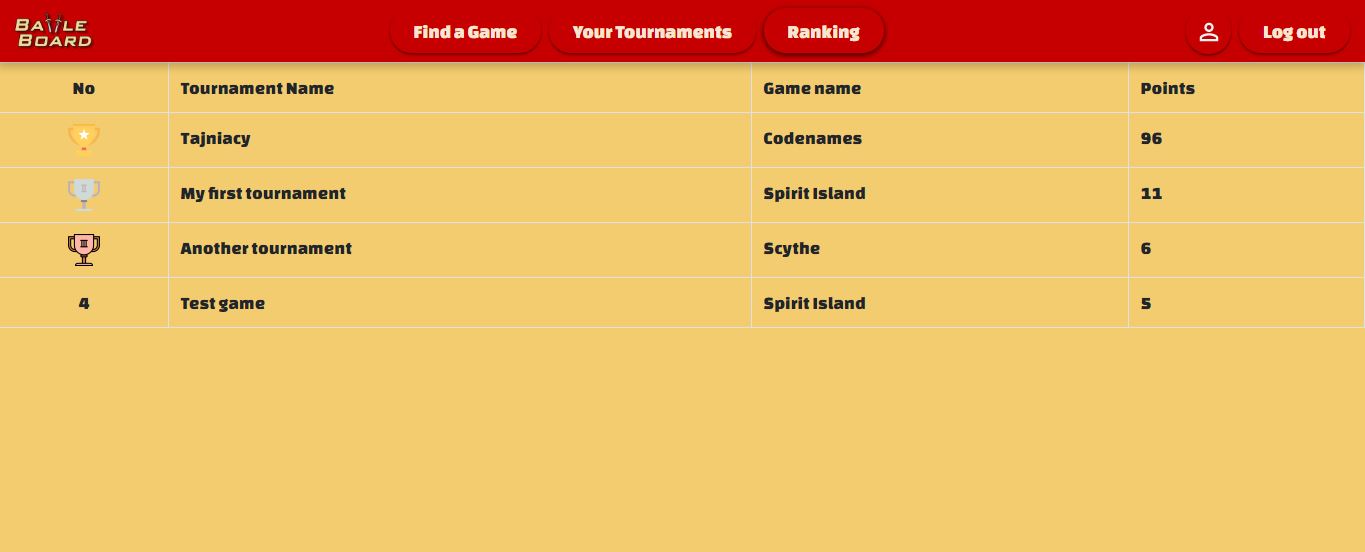 BATTLE BOARD
Find a Game
Your Tournaments
Ranking
Log out
No Tournament Name Game name Points
Tajniacy Codenames 96
II My first tournament Spirit Island 11
III Another tournament Scythe 6
4 Test game Spirit Island 5